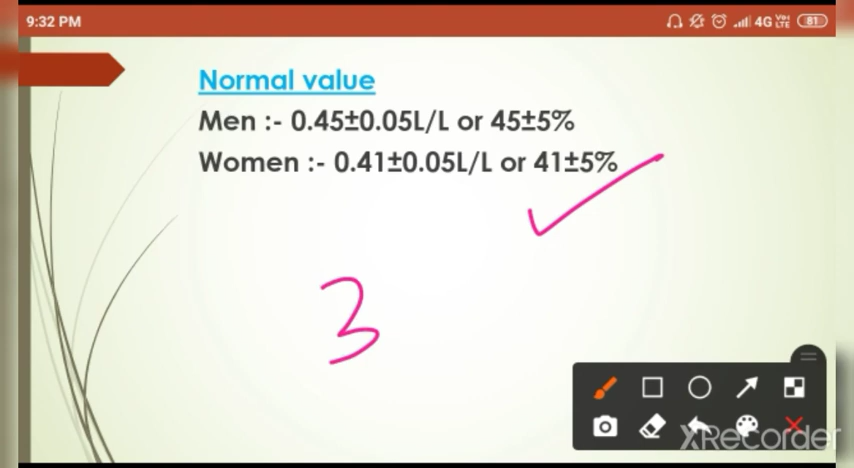 9:32 PM
4G VoLTE 81
Normal value
Men :- 0.45±0.05L/L or 45±5%
Women :- 0.41±0.05L/L or 41±5%
3
XRecorder